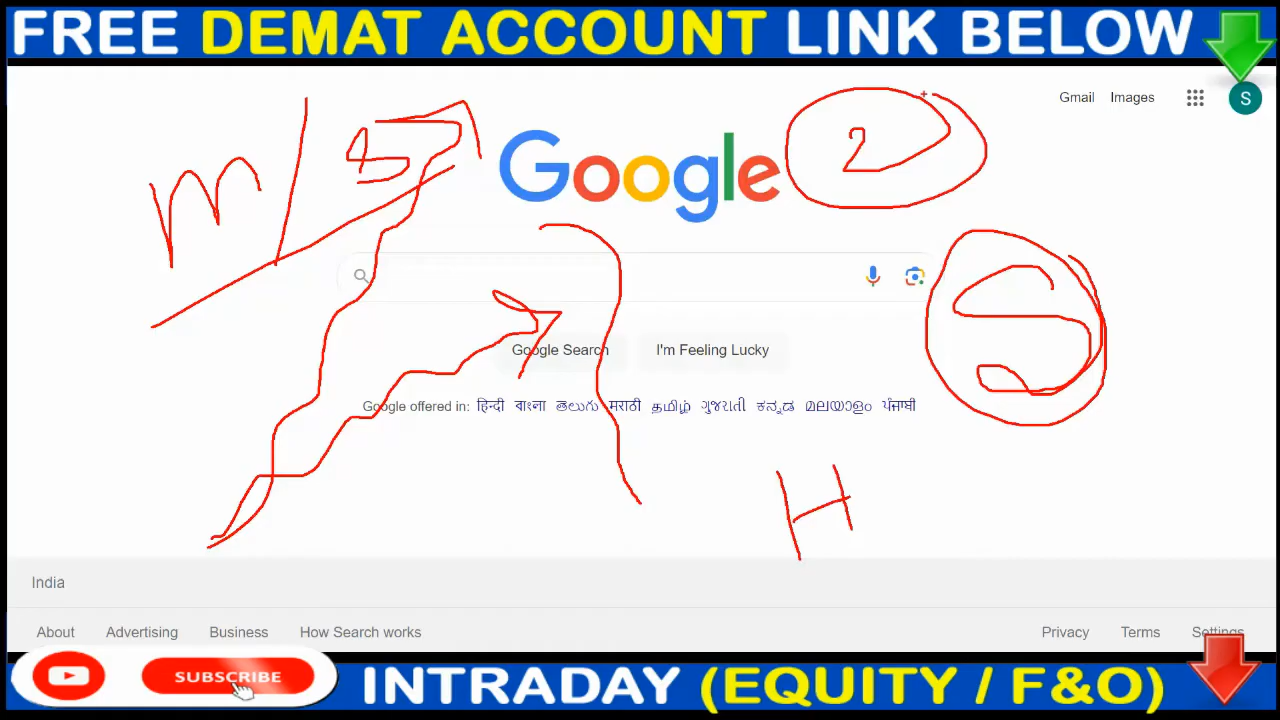 FREE DEMAT ACCOUNT LINK BELOW
Gmail Images S
m/ 2
Google
S
Google Search I'm Feeling Lucky
Google offered in: हिन्दी বাংলা తెలుగు मराठी தமிழ் ગુજરાતી ಕನ್ನಡ മലയാളം ਪੰਜਾਬੀ
H
India
About Advertising Business How Search works Privacy Terms Settings
SUBSCRIBE INTRADAY (EQUITY / F&O)